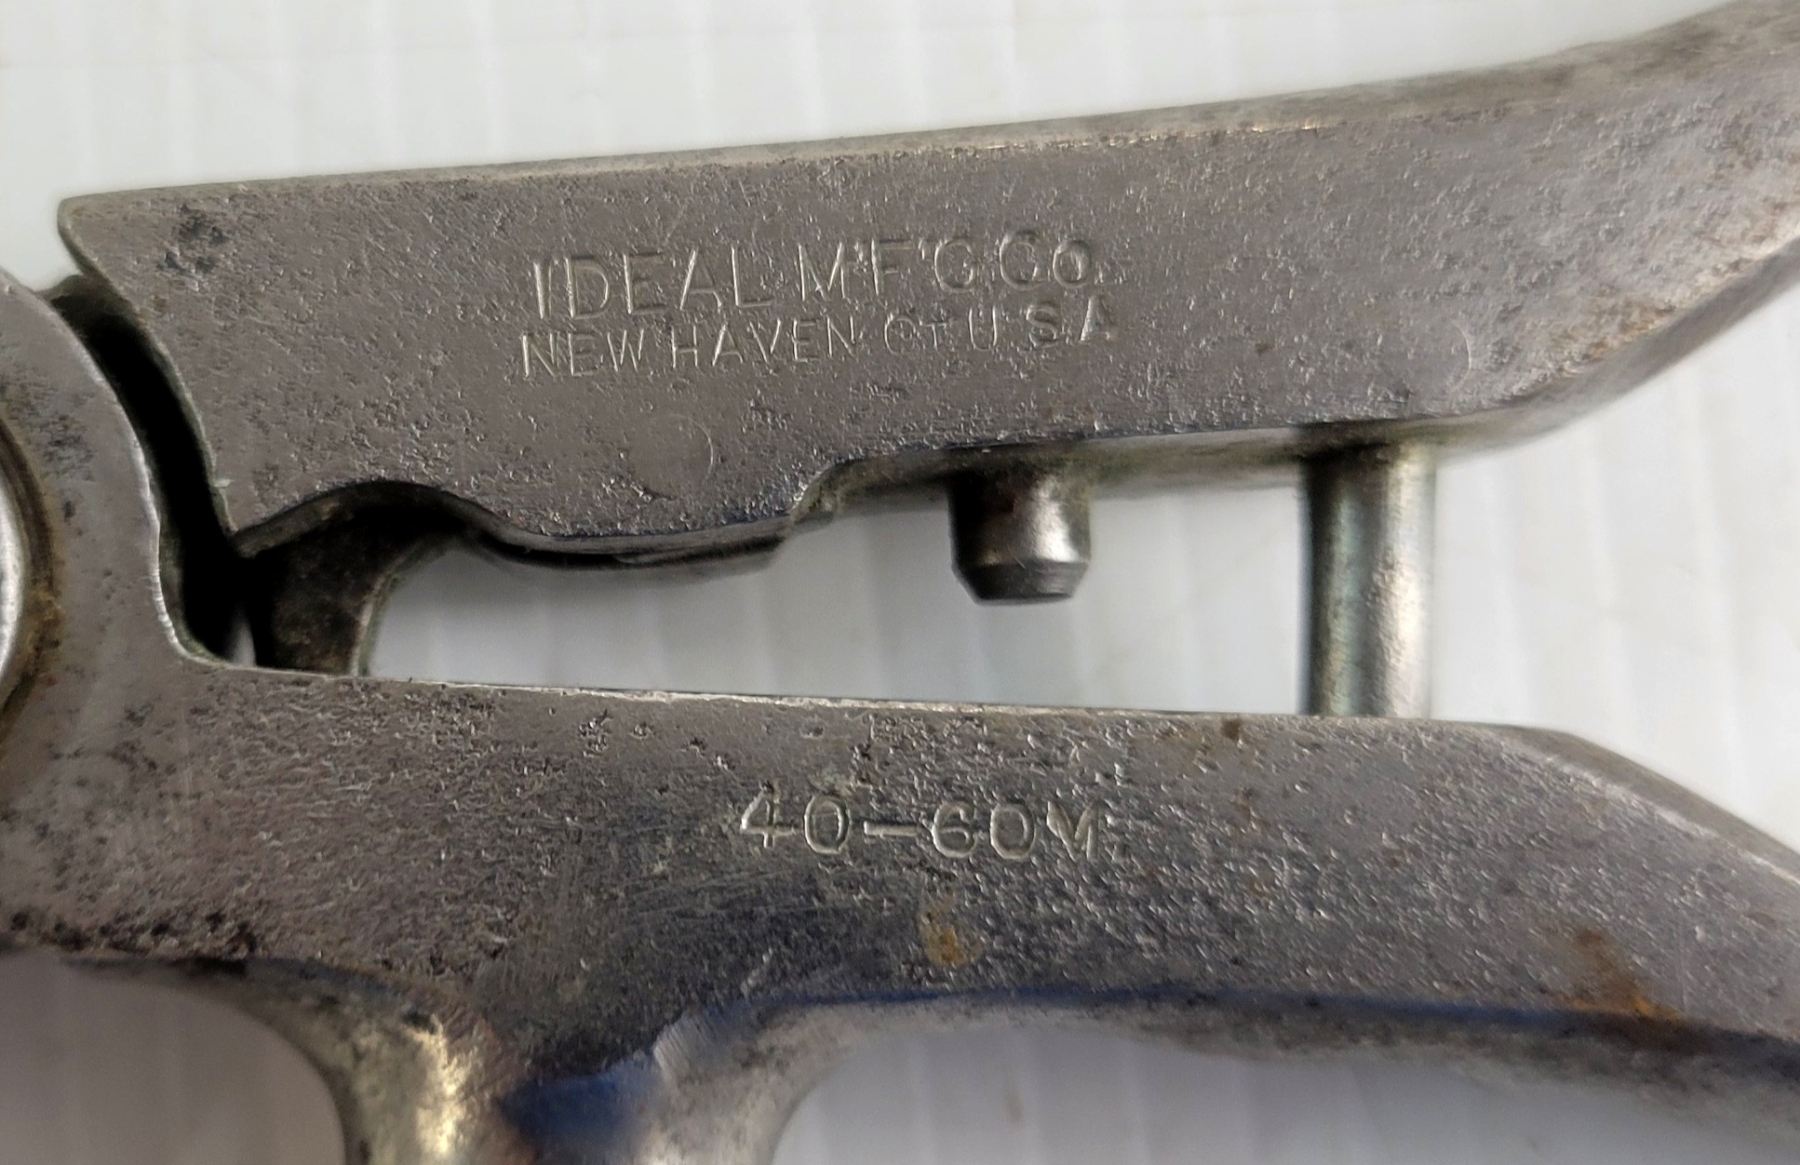 IDEAL M'F'G Co.
NEW HAVEN CT U S A
40-60M.